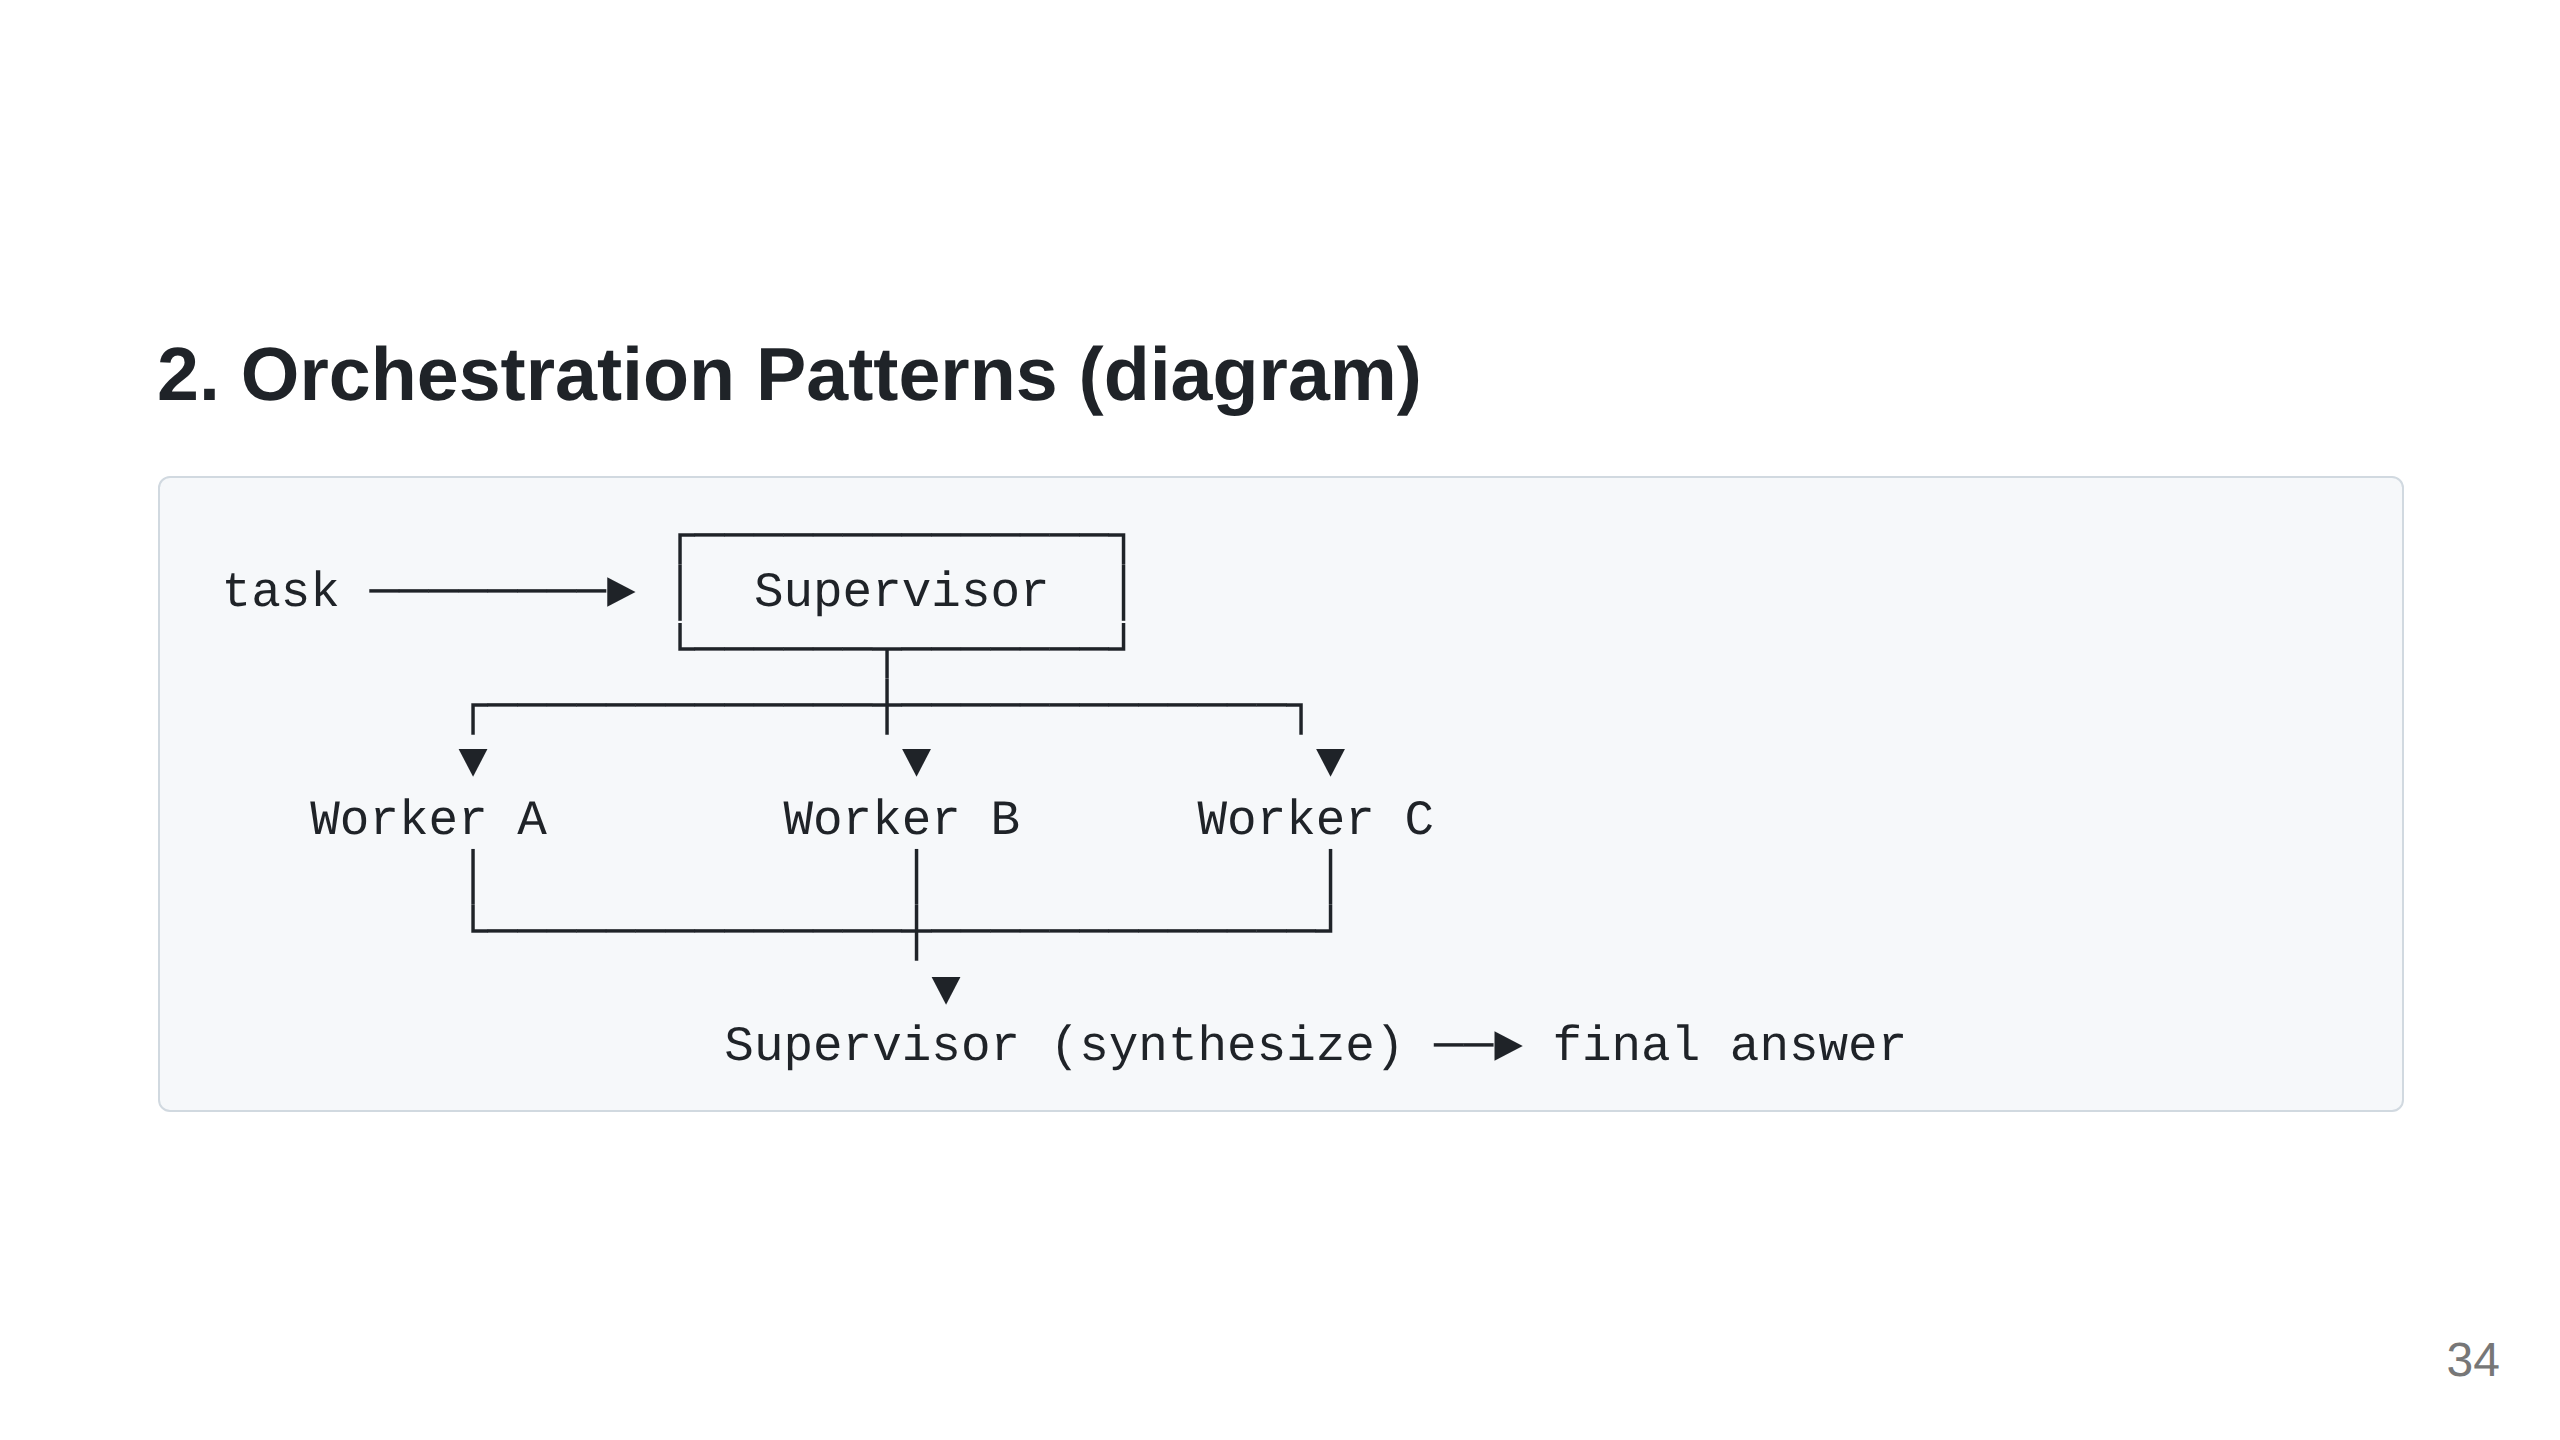 2. Orchestration Patterns (diagram)
task
Supervisor
Worker A Worker B Worker C
Supervisor (synthesize) final answer
34